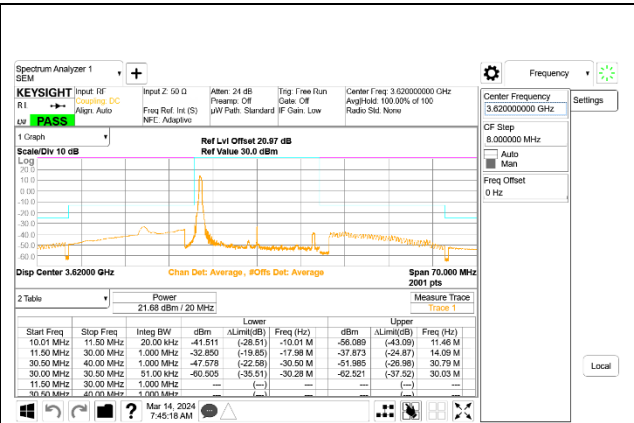 Spectrum Analyzer 1
SEM
+
Frequency
KEYSIGHT Input: RF Input Z: 50 Ω Atten: 24 dB Trig: Free Run Center Freq: 3.620000000 GHz
RL Coupling: DC Preamp: Off Gate: Off Avg|Hold: 100.00% of 100
Align: Auto Freq Ref: Int (S) µW Path: Standard IF Gain: Low Radio Std: None
PASS NFE: Adaptive
Center Frequency
3.620000000 GHz
Settings
CF Step
8.000000 MHz
Auto
Man
Freq Offset
0 Hz
1 Graph
Scale/Div 10 dB
Ref Lvl Offset 20.97 dB
Ref Value 30.0 dBm
Log
20.0
10.0
0.00
-10.0
-20.0
-30.0
-40.0
-50.0
-60.0
Disp Center 3.62000 GHz
Chan Det: Average, #Offs Dat: Average
Span 70.000 MHz
2001 pts
2 Table
Power
21.68 dBm / 20 MHz
Measure Trace
Trace 1
Lower Upper
Start Freq Stop Freq Integ BW dBm ΔLimit(dB) Freq (Hz) dBm ΔLimit(dB) Freq (Hz)
10.01 MHz 11.50 MHz 20.00 kHz -41.511 (-28.51) -10.01 M -56.089 (-43.09) 11.46 M
11.50 MHz 30.00 MHz 1.000 MHz -32.850 (-19.85) -17.98 M -37.873 (-24.87) 14.09 M
30.50 MHz 40.00 MHz 1.000 MHz -47.578 (-22.58) -30.50 M -51.985 (-26.98) 30.79 M
30.00 MHz 30.50 MHz 51.00 kHz -60.505 (-35.51) -30.28 M -62.521 (-37.52) 30.03 M
11.50 MHz 30.00 MHz 1.000 MHz --- (---) --- --- (---) ---
30.50 MHz 40.00 MHz 1.000 MHz --- (---) --- --- (---) ---
Local
? Mar 14, 2024
7:45:18 AM